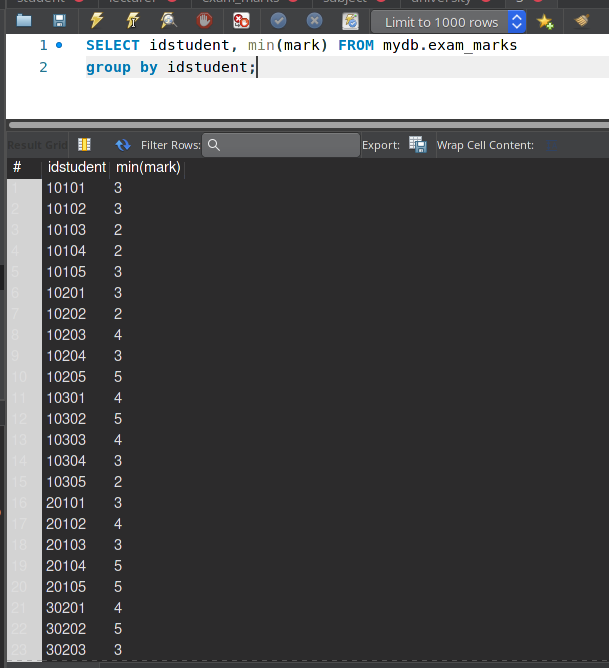 student lecturer exam_marks subject university
Limit to 1000 rows
1 SELECT idstudent, min(mark) FROM mydb.exam_marks
2 group by idstudent;
Result Grid Filter Rows: Export: Wrap Cell Content:
# idstudent min(mark)
1 10101 3
2 10102 3
3 10103 2
4 10104 2
5 10105 3
6 10201 3
7 10202 2
8 10203 4
9 10204 3
10 10205 5
11 10301 4
12 10302 5
13 10303 4
14 10304 3
15 10305 2
16 20101 3
17 20102 4
18 20103 3
19 20104 5
20 20105 5
21 30201 4
22 30202 5
23 30203 3